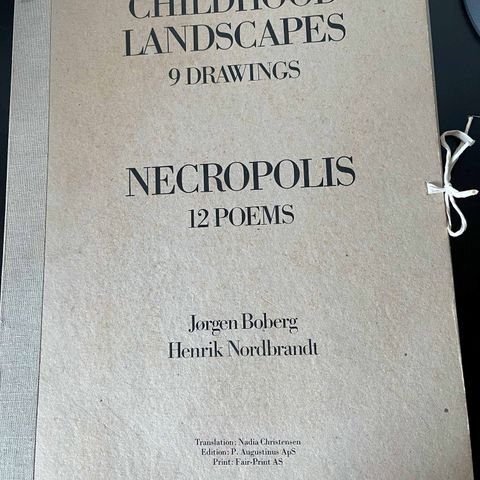 CHILDHOOD
LANDSCAPES
9 DRAWINGS
NECROPOLIS
12 POEMS
Jørgen Boberg
Henrik Nordbrandt
Translation: Nadia Christensen
Edition: P. Augustinus ApS
Print: Fair-Print AS